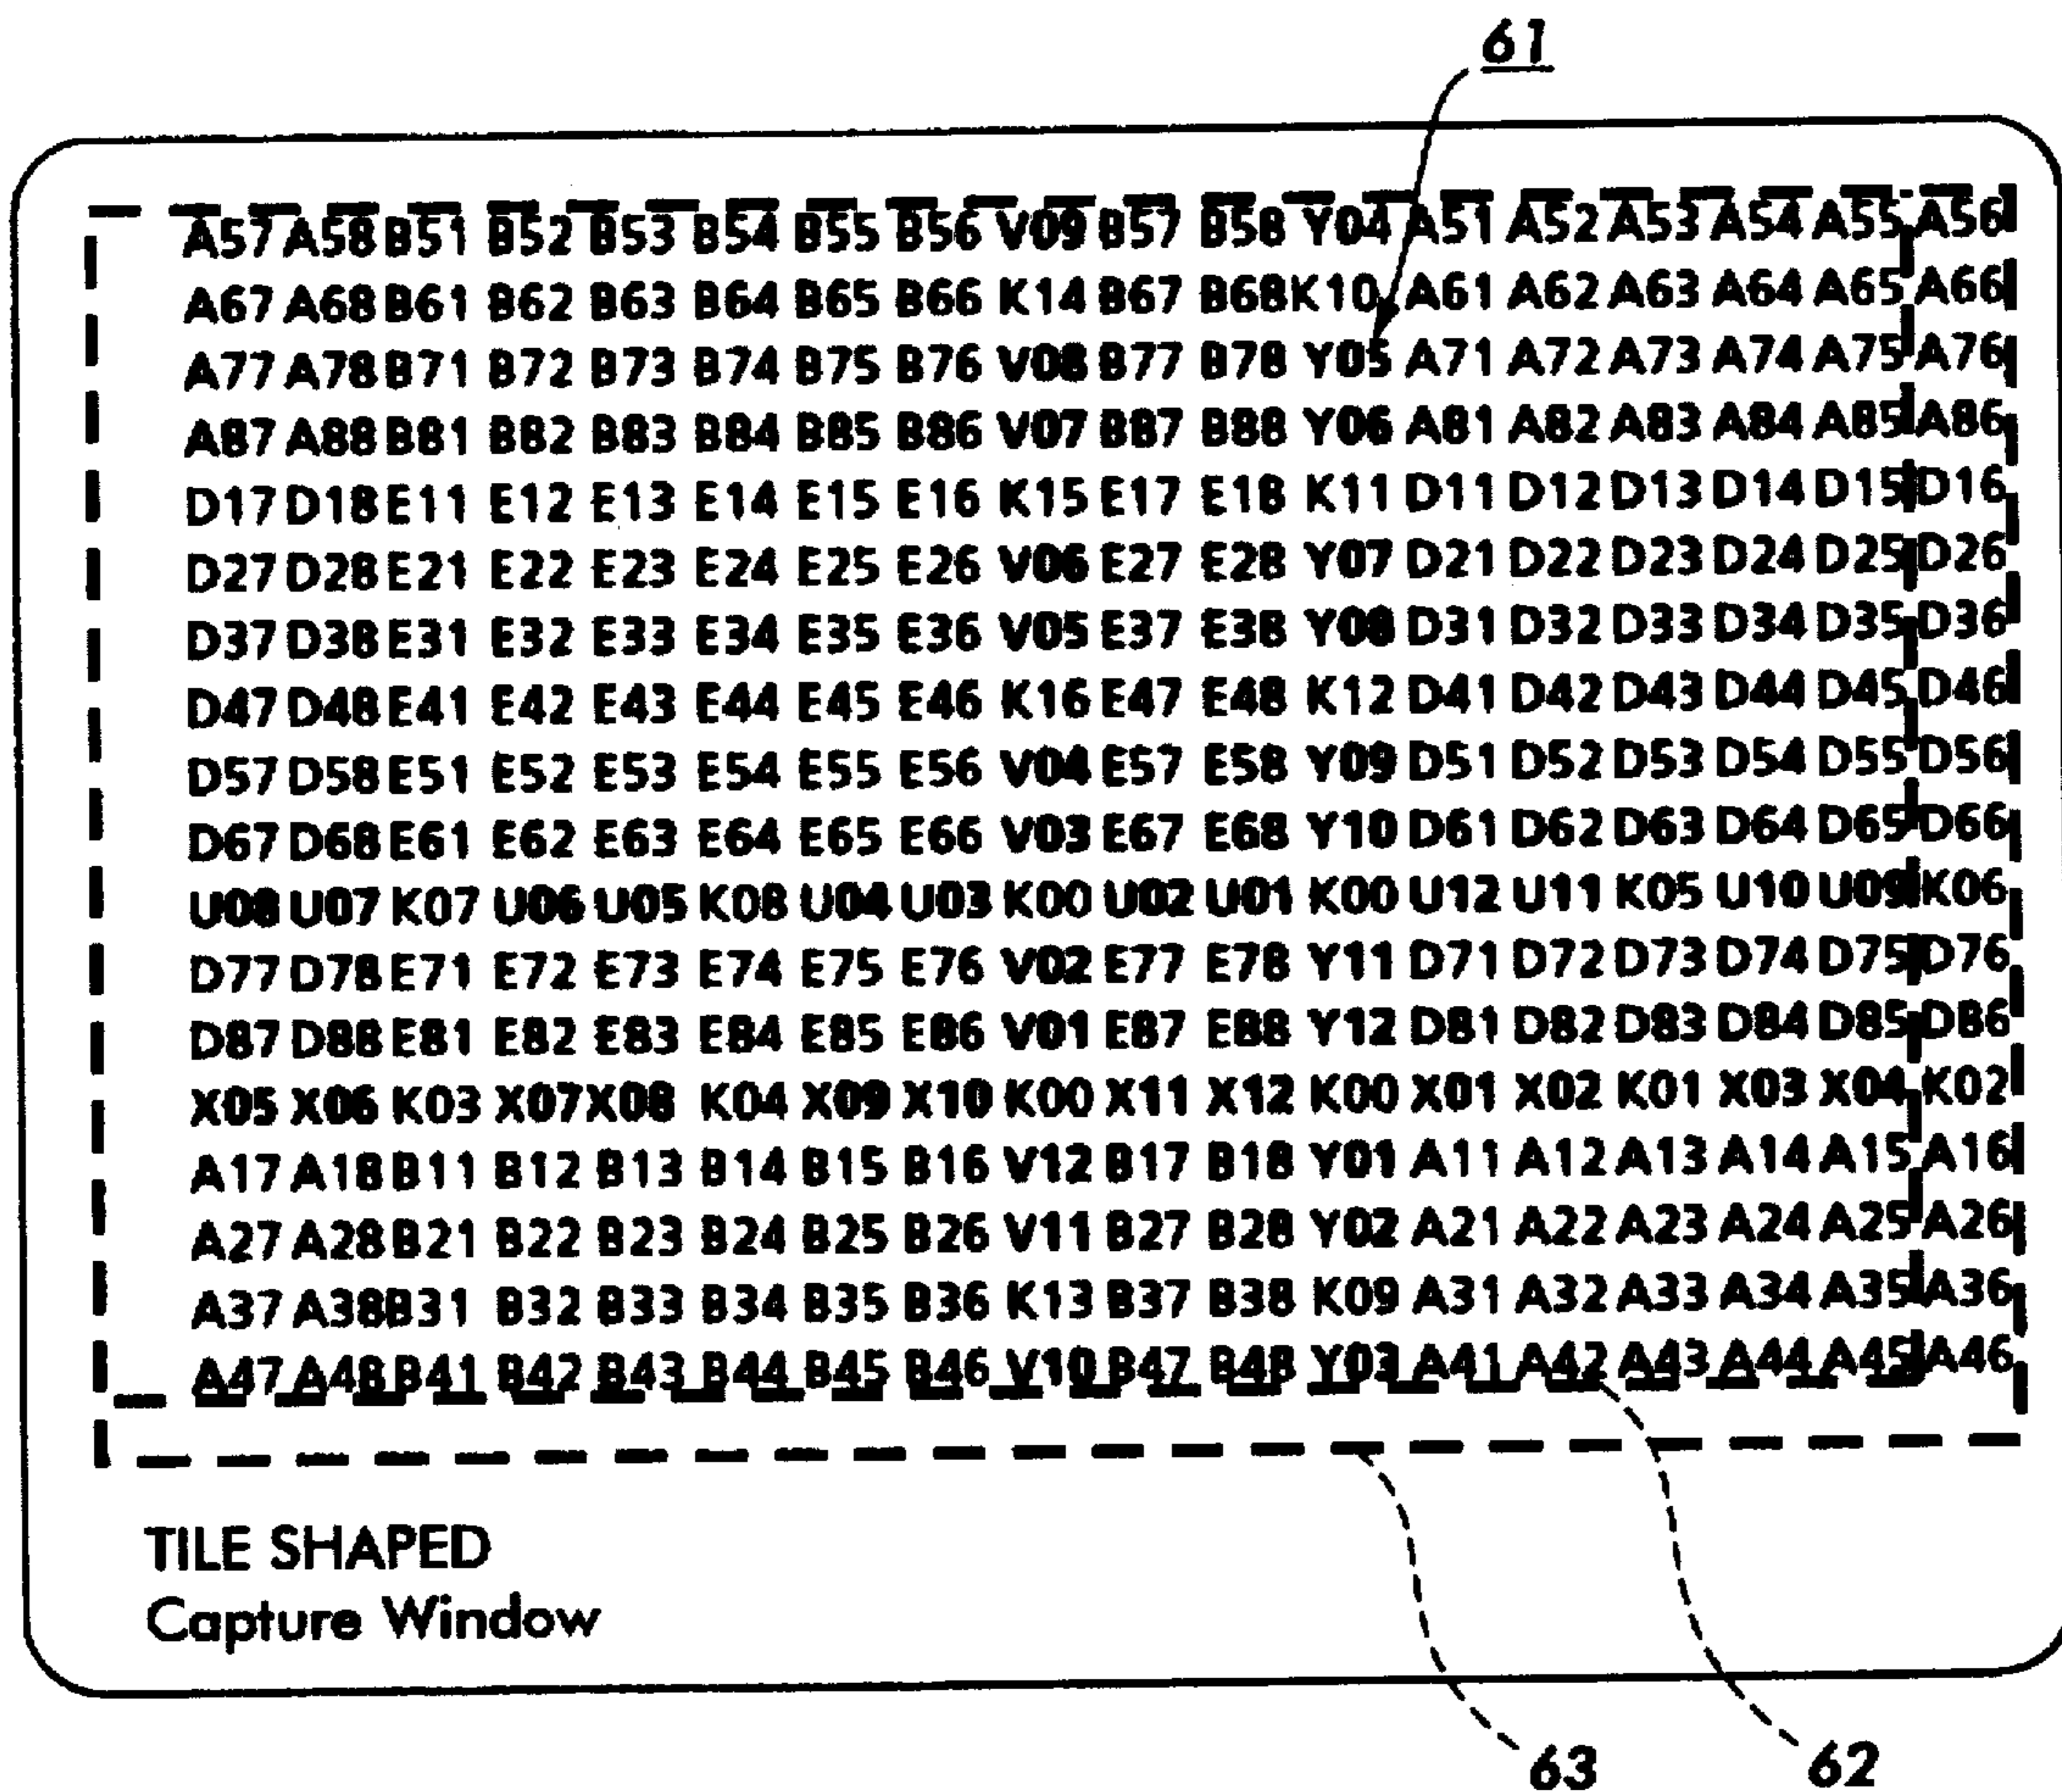 61
A57 A58 B51 B52 B53 B54 B55 B56 V09 B57 B58 Y04 A51 A52 A53 A54 A55 A56
A67 A68 B61 B62 B63 B64 B65 B66 K14 B67 B68 K10 A61 A62 A63 A64 A65 A66
A77 A78 B71 B72 B73 B74 B75 B76 V08 B77 B78 Y05 A71 A72 A73 A74 A75 A76
A87 A88 B81 B82 B83 B84 B85 B86 V07 B87 B88 Y06 A81 A82 A83 A84 A85 A86
D17 D18 E11 E12 E13 E14 E15 E16 K15 E17 E18 K11 D11 D12 D13 D14 D15 D16
D27 D28 E21 E22 E23 E24 E25 E26 V06 E27 E28 Y07 D21 D22 D23 D24 D25 D26
D37 D38 E31 E32 E33 E34 E35 E36 V05 E37 E38 Y08 D31 D32 D33 D34 D35 D36
D47 D48 E41 E42 E43 E44 E45 E46 K16 E47 E48 K12 D41 D42 D43 D44 D45 D46
D57 D58 E51 E52 E53 E54 E55 E56 V04 E57 E58 Y09 D51 D52 D53 D54 D55 D56
D67 D68 E61 E62 E63 E64 E65 E66 V03 E67 E68 Y10 D61 D62 D63 D64 D65 D66
U08 U07 K07 U06 U05 K08 U04 U03 K00 U02 U01 K00 U12 U11 K05 U10 U09 K06
D77 D78 E71 E72 E73 E74 E75 E76 V02 E77 E78 Y11 D71 D72 D73 D74 D75 D76
D87 D88 E81 E82 E83 E84 E85 E86 V01 E87 E88 Y12 D81 D82 D83 D84 D85 D86
X05 X06 K03 X07 X08 K04 X09 X10 K00 X11 X12 K00 X01 X02 K01 X03 X04 K02
A17 A18 B11 B12 B13 B14 B15 B16 V12 B17 B18 Y01 A11 A12 A13 A14 A15 A16
A27 A28 B21 B22 B23 B24 B25 B26 V11 B27 B28 Y02 A21 A22 A23 A24 A25 A26
A37 A38 B31 B32 B33 B34 B35 B36 K13 B37 B38 K09 A31 A32 A33 A34 A35 A36
A47 A48 B41 B42 B43 B44 B45 B46 V10 B47 B48 Y03 A41 A42 A43 A44 A45 A46
TILE SHAPED
Capture Window
63 62